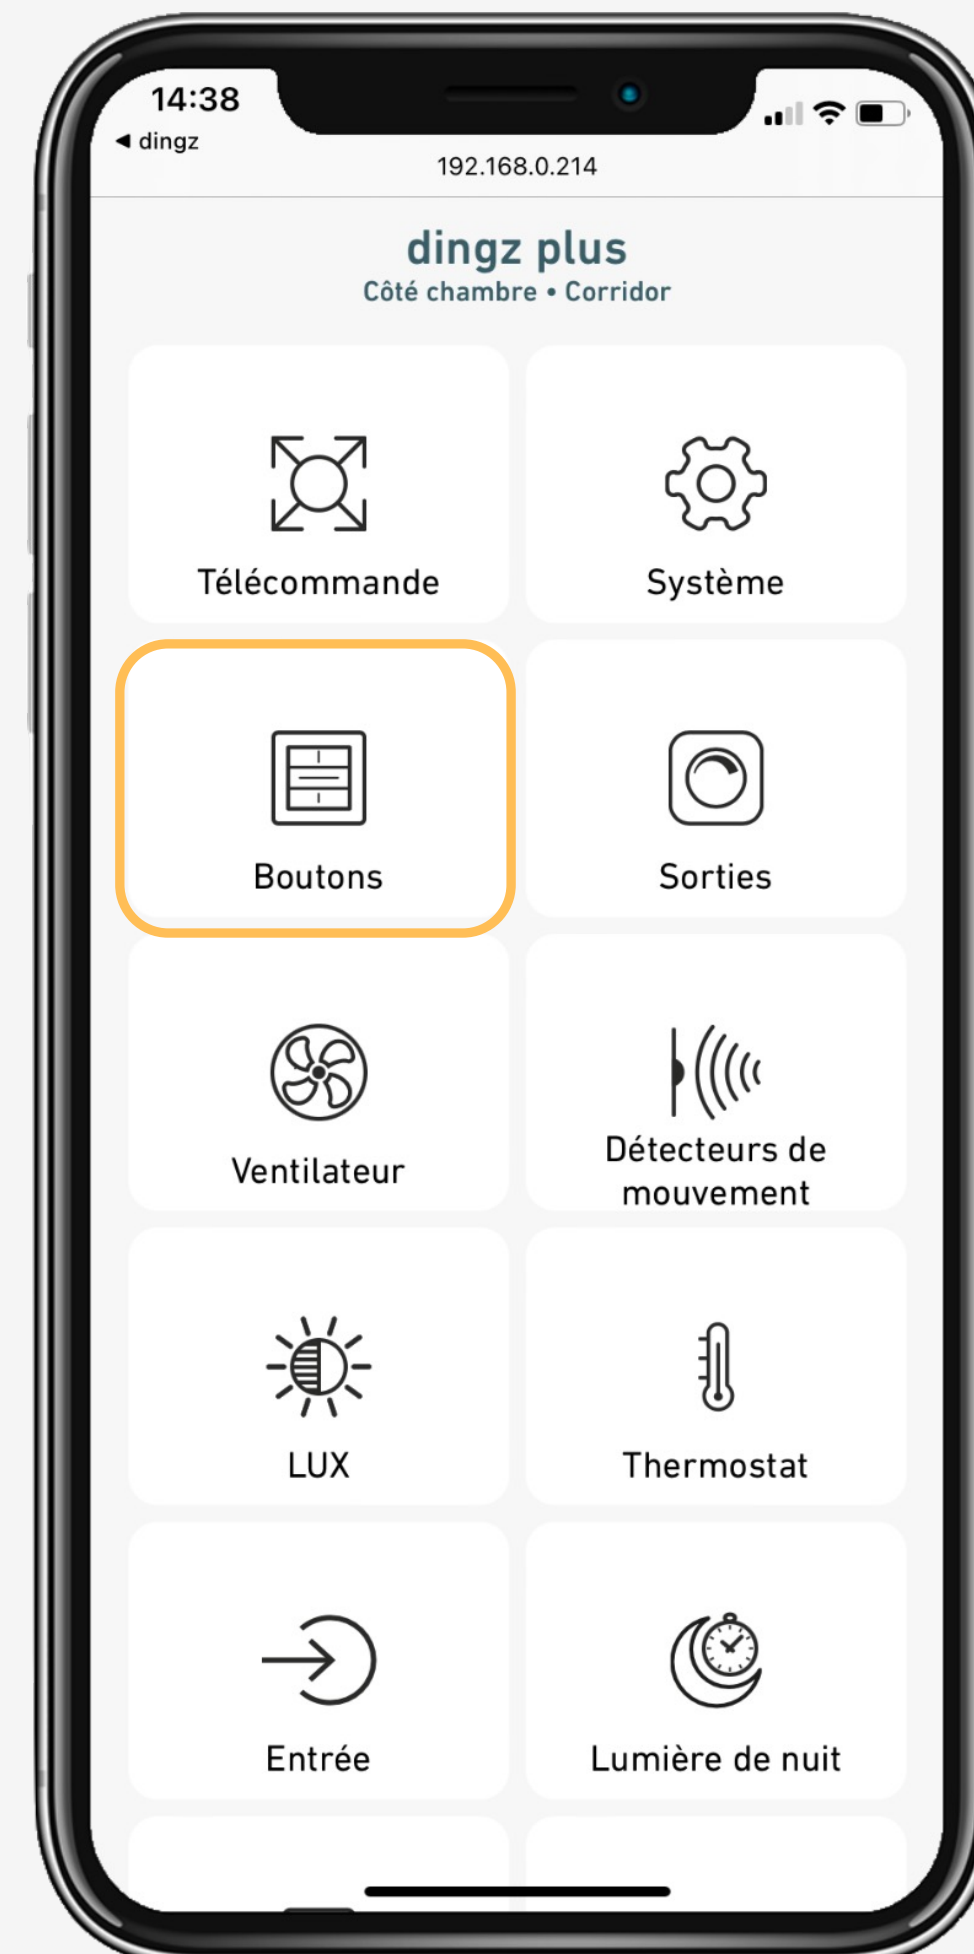 14:38
◀ dingz
192.168.0.214
dingz plus
Côté chambre • Corridor
Télécommande
Système
Boutons
Sorties
Ventilateur
Détecteurs de
mouvement
LUX
Thermostat
Entrée
Lumière de nuit